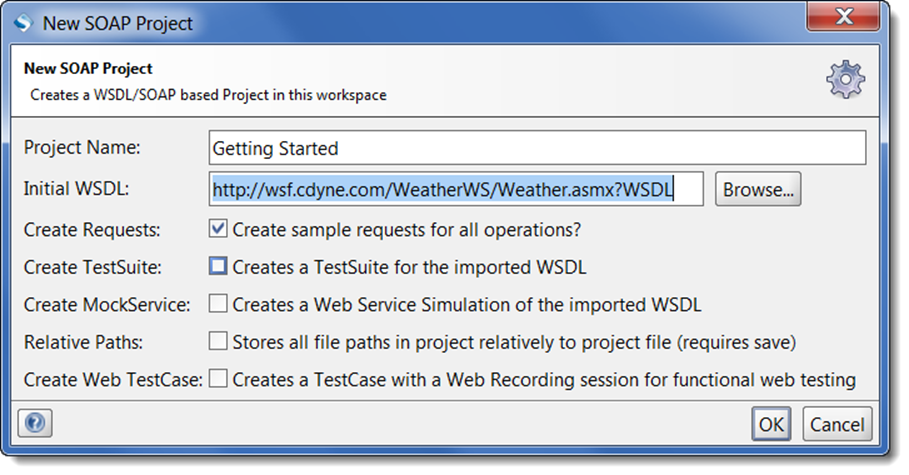 New SOAP Project
New SOAP Project
Creates a WSDL/SOAP based Project in this workspace
Project Name: Getting Started
Initial WSDL: http://wsf.cdyne.com/WeatherWS/Weather.asmx?WSDL Browse...
Create Requests: Create sample requests for all operations?
Create TestSuite: Creates a TestSuite for the imported WSDL
Create MockService: Creates a Web Service Simulation of the imported WSDL
Relative Paths: Stores all file paths in project relatively to project file (requires save)
Create Web TestCase: Creates a TestCase with a Web Recording session for functional web testing
? OK Cancel